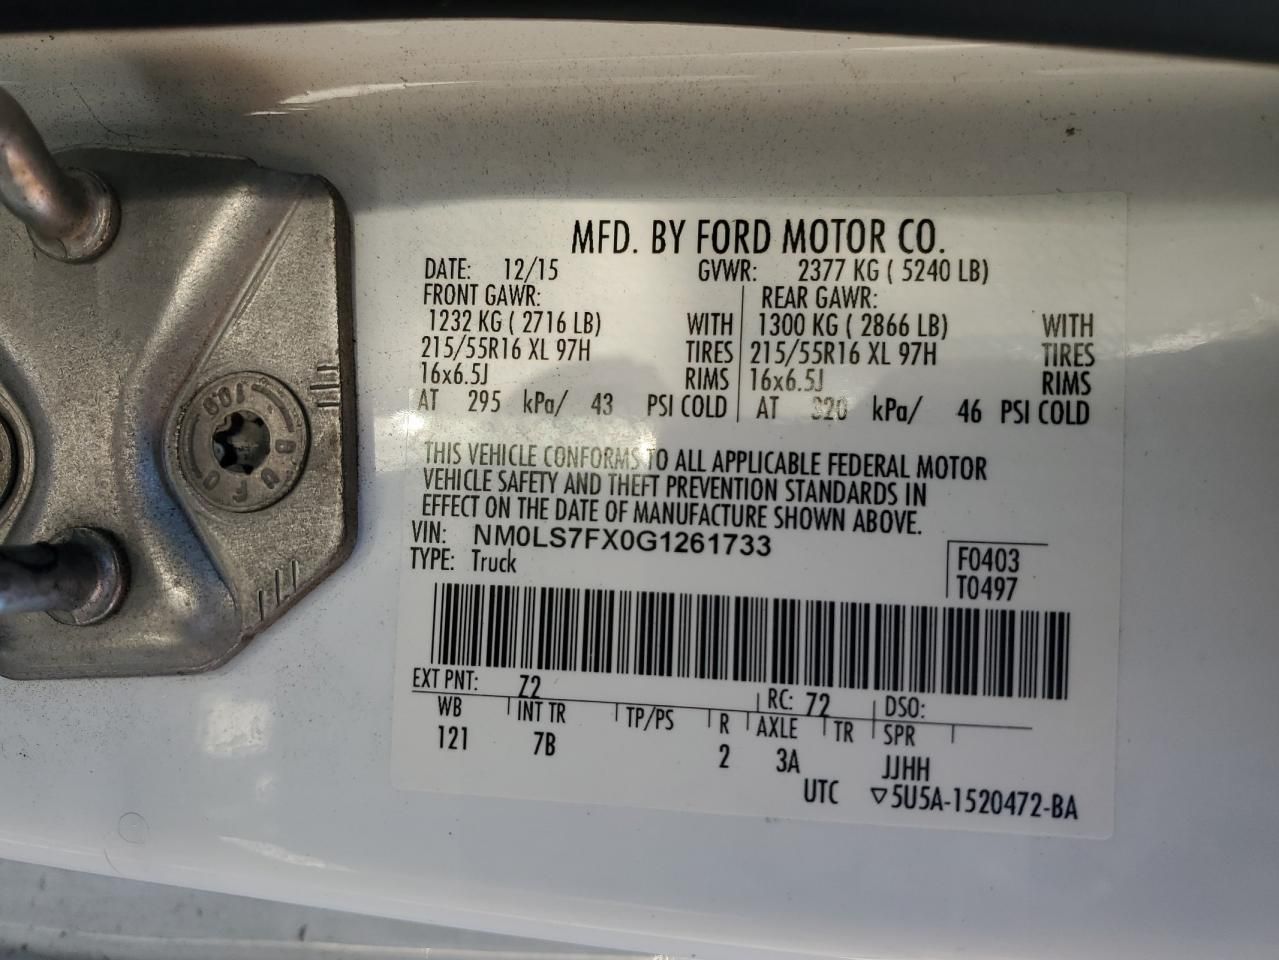 MFD. BY FORD MOTOR CO.
DATE: 12/15 GVWR: 2377 KG ( 5240 LB)
FRONT GAWR: REAR GAWR:
1232 KG ( 2716 LB) WITH 1300 KG ( 2866 LB) WITH
215/55R16 XL 97H TIRES 215/55R16 XL 97H TIRES
16x6.5J RIMS 16x6.5J RIMS
AT 295 kPa/ 43 PSI COLD AT 320 kPa/ 46 PSI COLD
THIS VEHICLE CONFORMS TO ALL APPLICABLE FEDERAL MOTOR
VEHICLE SAFETY AND THEFT PREVENTION STANDARDS IN
EFFECT ON THE DATE OF MANUFACTURE SHOWN ABOVE.
VIN: NM0LS7FX0G1261733
TYPE: Truck
F0403
T0497
EXT PNT: Z2 RC: 72 DSO:
WB INT TR TP/PS R AXLE TR SPR
121 7B 2 3A JJHH
UTC ▽5U5A-1520472-BA